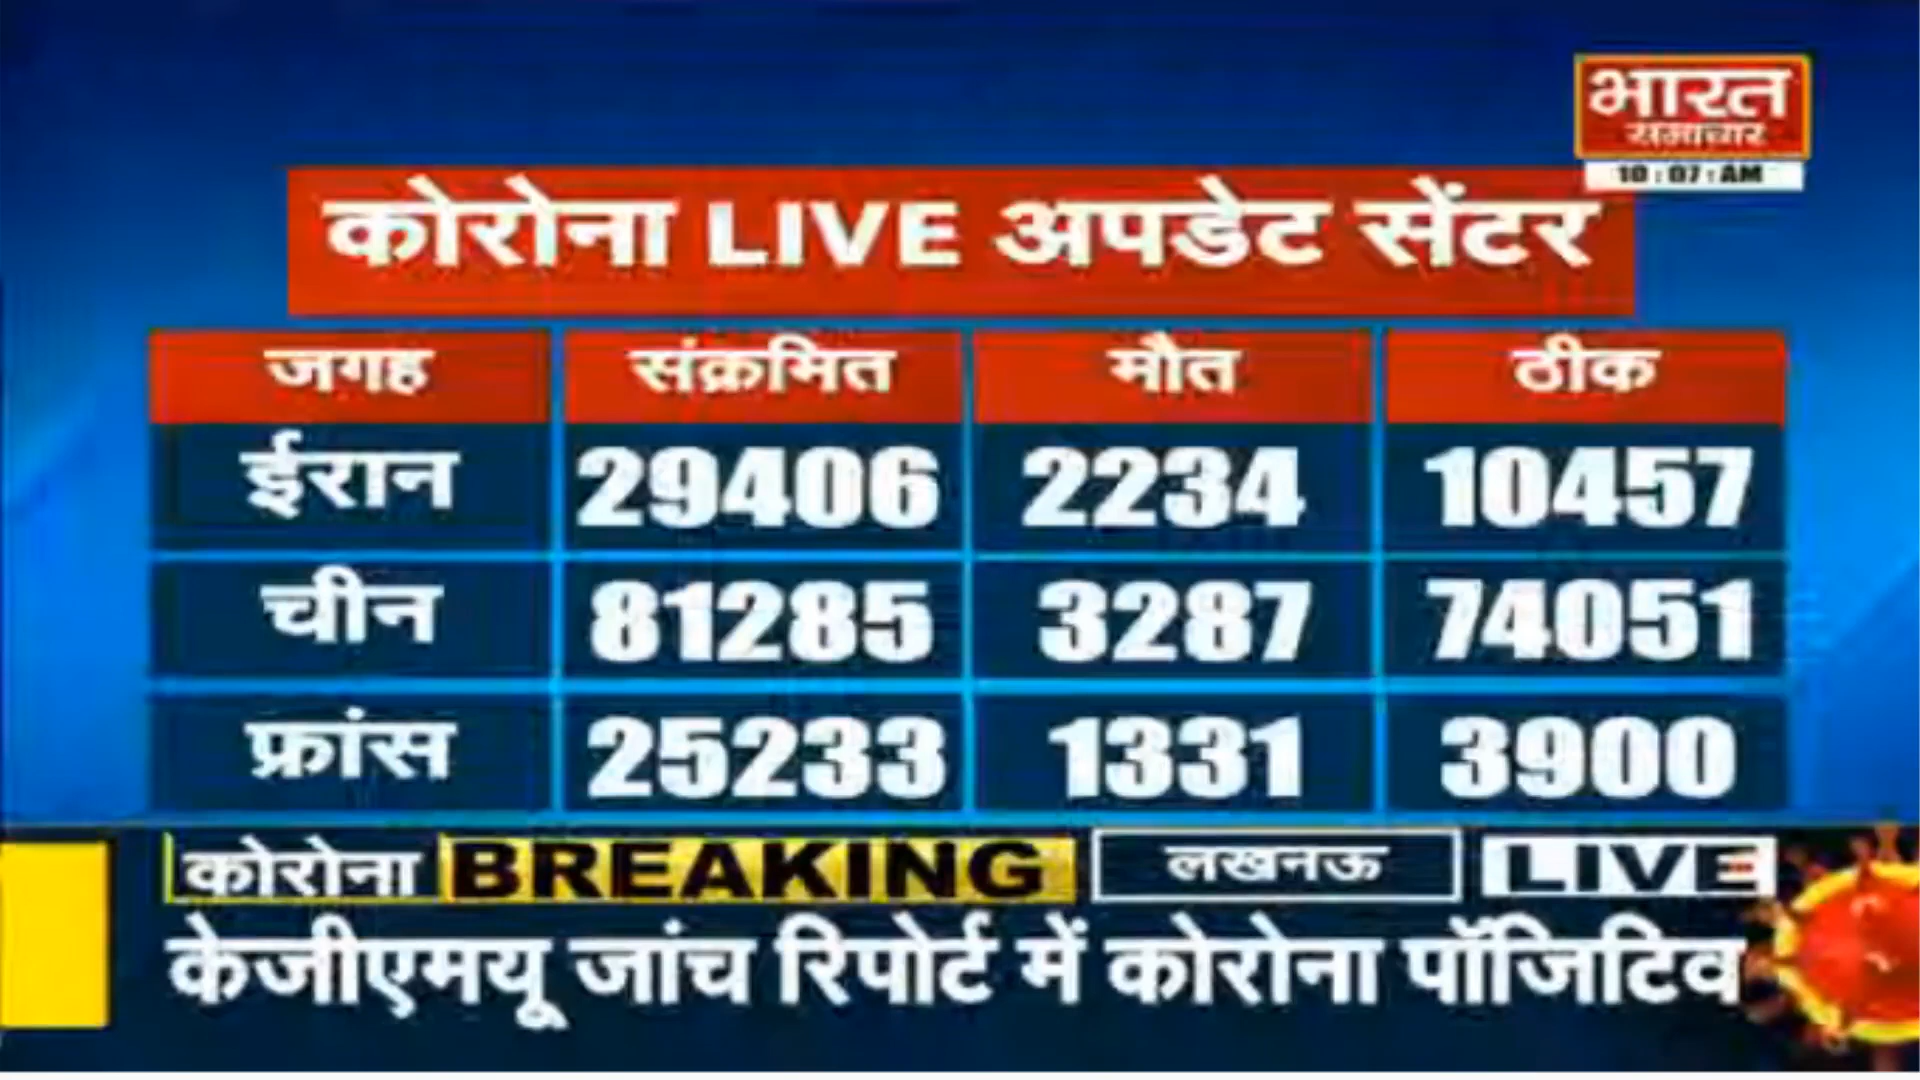 भारत
समाचार
10:07:AM
कोरोना LIVE अपडेट सेंटर
जगह संक्रमित मौत ठीक
ईरान 29406 2234 10457
चीन 81285 3287 74051
फ्रांस 25233 1331 3900
कोरोना BREAKING लखनऊ LIVE
केजीएमयू जांच रिपोर्ट में कोरोना पॉजिटिव